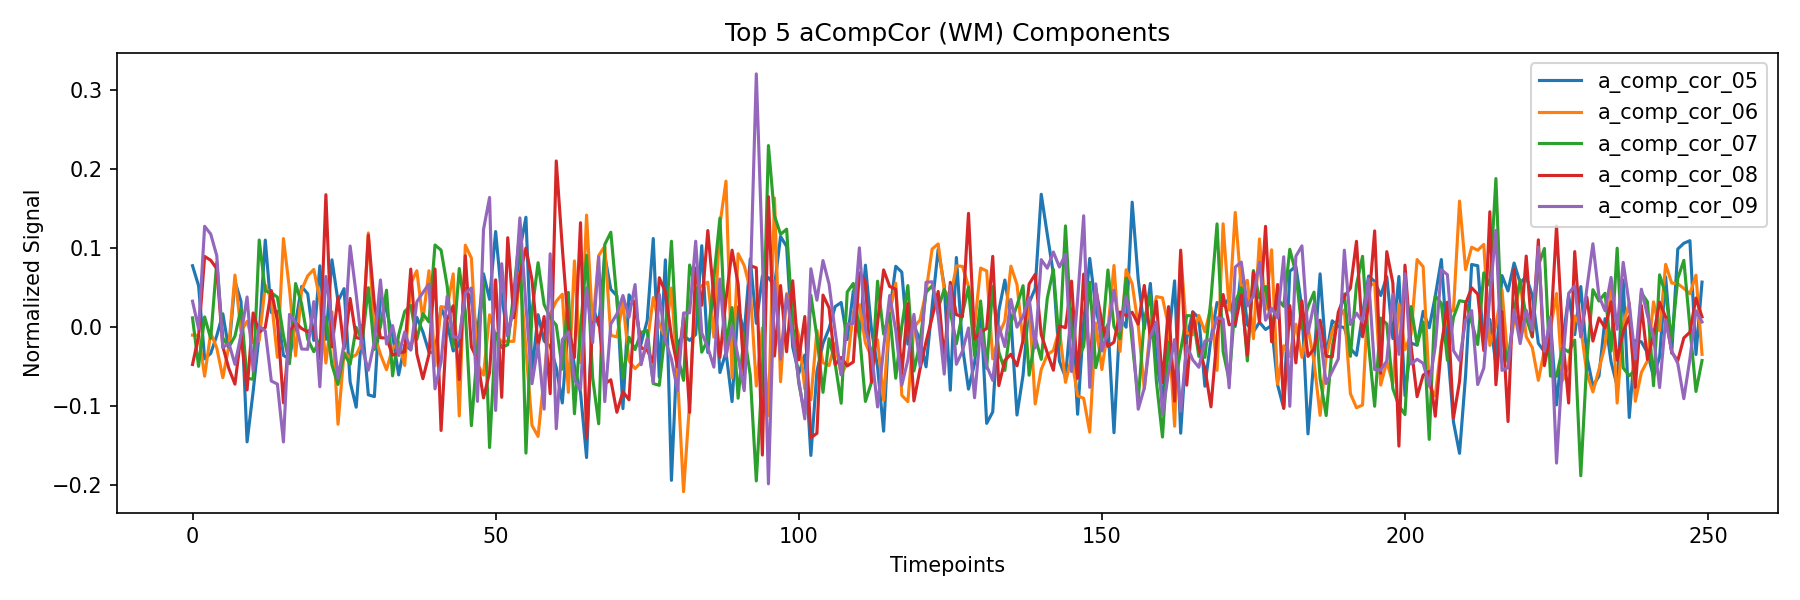 Top 5 aCompCor (WM) Components
Normalized Signal
0.3
0.2
0.1
0.0
−0.1
−0.2
0
50
100
150
200
250
Timepoints
a_comp_cor_05
a_comp_cor_06
a_comp_cor_07
a_comp_cor_08
a_comp_cor_09